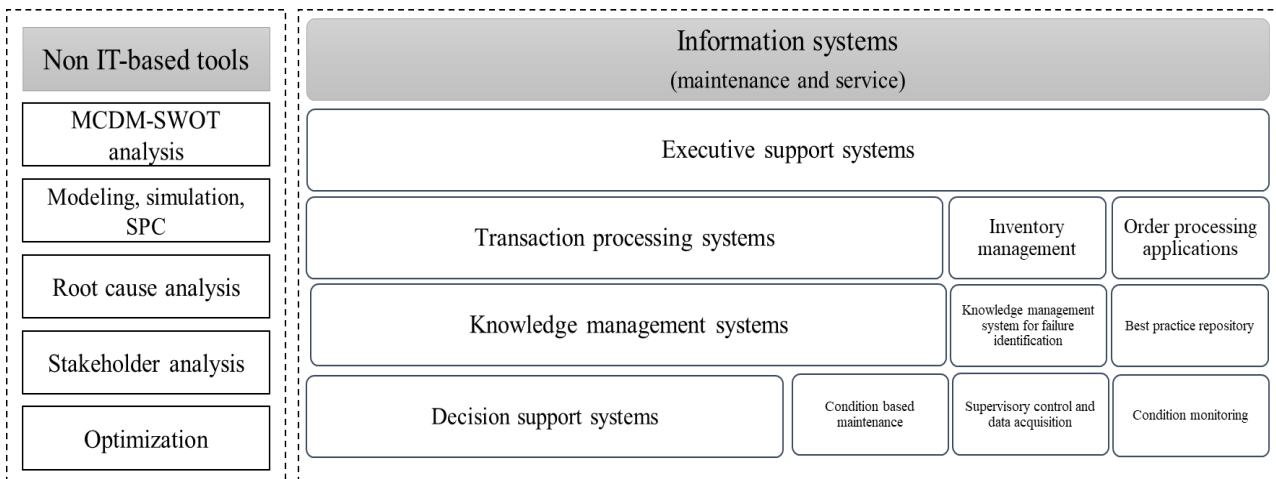 Non IT-based tools
MCDM-SWOT
analysis
Modeling, simulation,
SPC
Root cause analysis
Stakeholder analysis
Optimization
Information systems
(maintenance and service)
Executive support systems
Transaction processing systems
Inventory
management
Order processing
applications
Knowledge management systems
Knowledge management
system for failure
identification
Best practice repository
Decision support systems
Condition based
maintenance
Supervisory control and
data acquisition
Condition monitoring